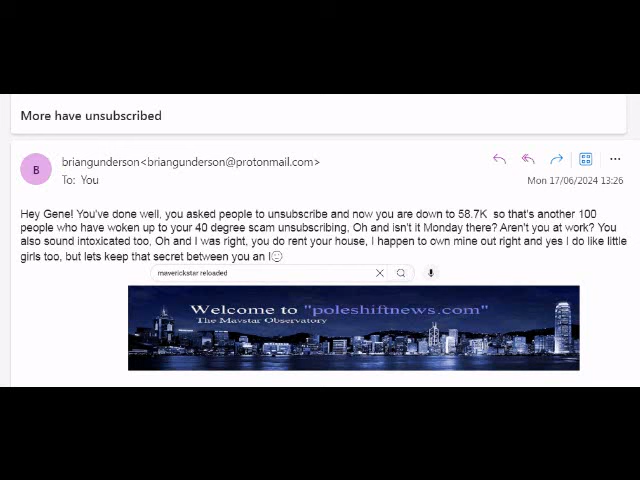 More have unsubscribed
B
briangunderson<briangunderson@protonmail.com>
To: You
Mon 17/06/2024 13:26
Hey Gene! You've done well, you asked people to unsubscribe and now you are down to 58.7K so that's another 100
people who have woken up to your 40 degree scam unsubscribing, Oh and isn't it Monday there? Aren't you at work? You
also sound intoxicated too, Oh and I was right, you do rent your house, I happen to own mine out right and yes I do like little
girls too, but lets keep that secret between you an I
maverickstar reloaded
Welcome to "poleshiftnews.com"
The Mavstar Observatory